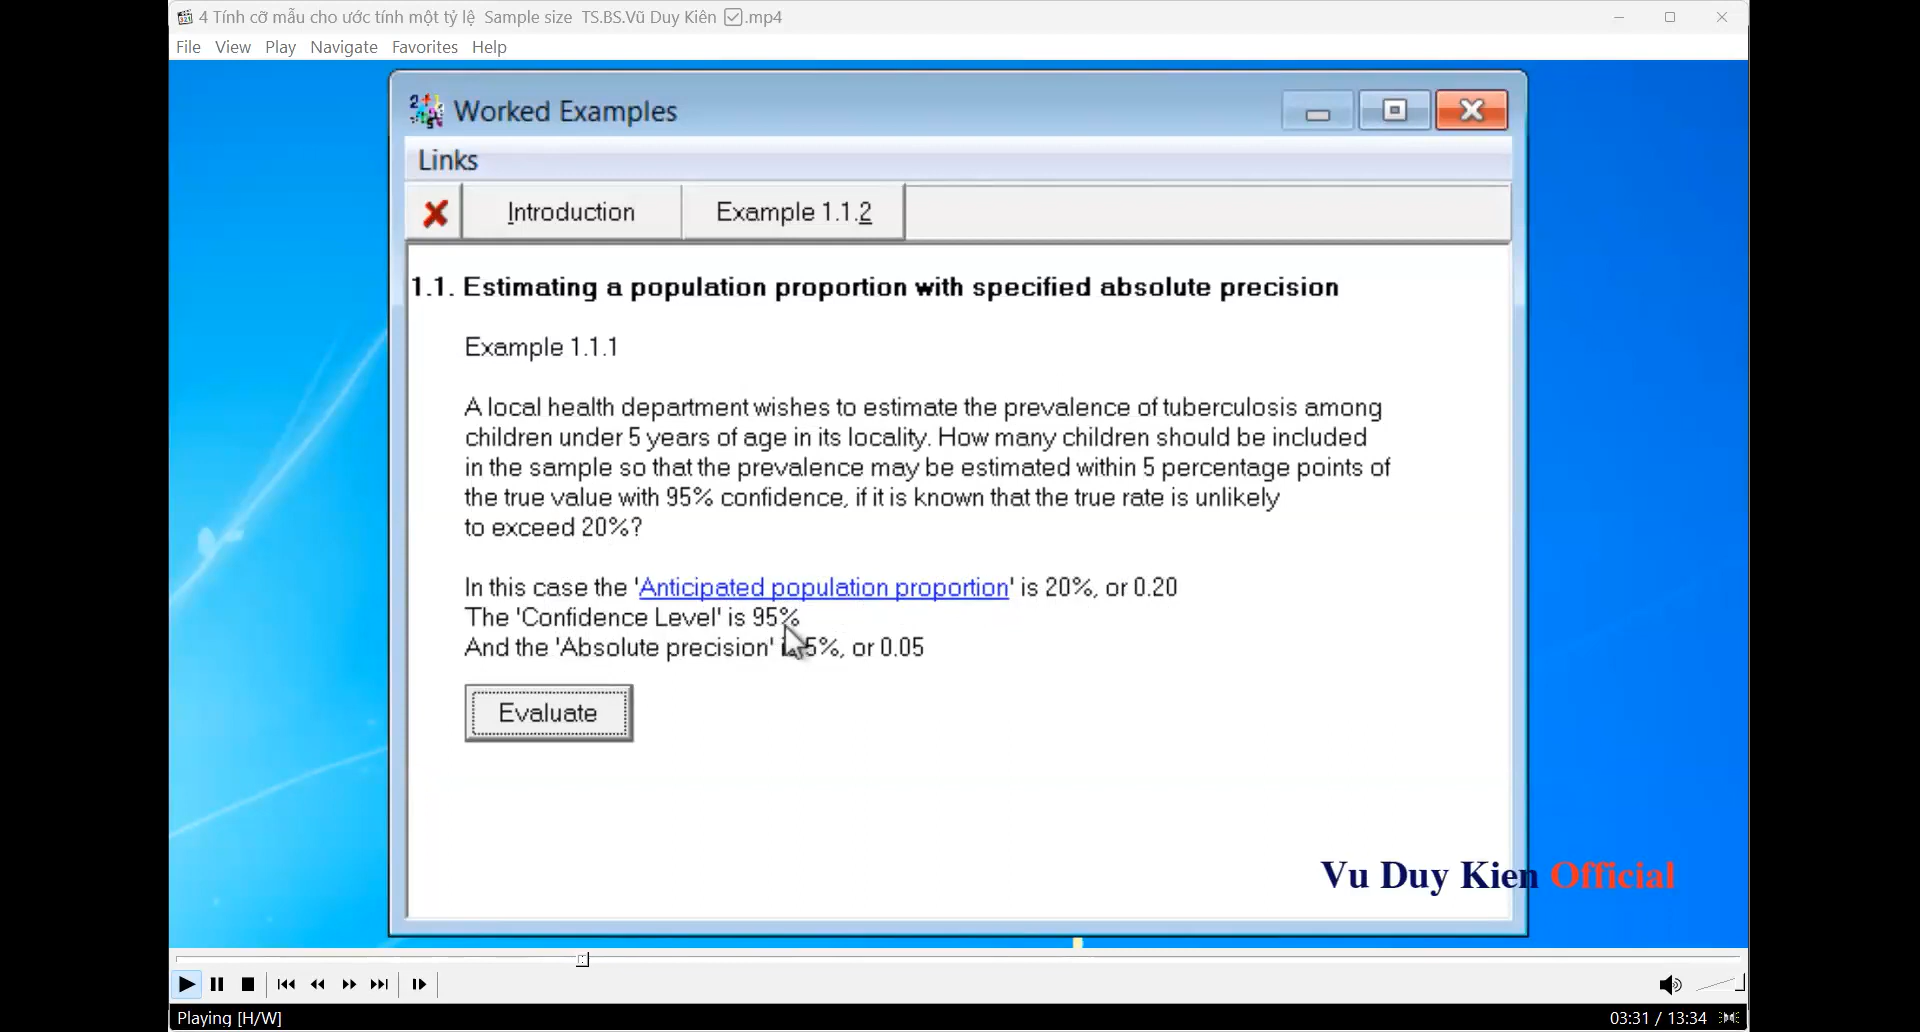 4 Tính cỡ mẫu cho ước tính một tỷ lệ Sample size TS.BS.Vũ Duy Kiên ☑.mp4
File View Play Navigate Favorites Help
Worked Examples
Links
Introduction Example 1.1.2
1.1. Estimating a population proportion with specified absolute precision
Example 1.1.1
A local health department wishes to estimate the prevalence of tuberculosis among
children under 5 years of age in its locality. How many children should be included
in the sample so that the prevalence may be estimated within 5 percentage points of
the true value with 95% confidence, if it is known that the true rate is unlikely
to exceed 20%?
In this case the 'Anticipated population proportion' is 20%, or 0.20
The 'Confidence Level' is 95%
And the 'Absolute precision' 5%, or 0.05
Evaluate
Vu Duy Kien Official
Playing [H/W] 03:31 / 13:34